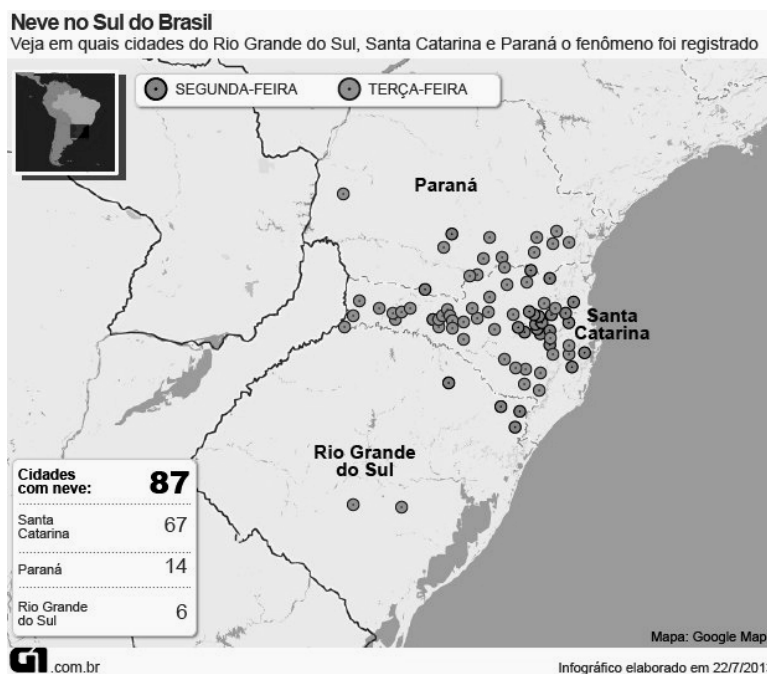 Neve no Sul do Brasil
Veja em quais cidades do Rio Grande do Sul, Santa Catarina e Paraná o fenômeno foi registrado
SEGUNDA-FEIRA
TERÇA-FEIRA
Paraná
Santa
Catarina
Rio Grande
do Sul
Cidades
com neve: 87
Santa
Catarina 67
Paraná 14
Rio Grande
do Sul 6
Mapa: Google Map
G1.com.br
Infográfico elaborado em 22/7/2013